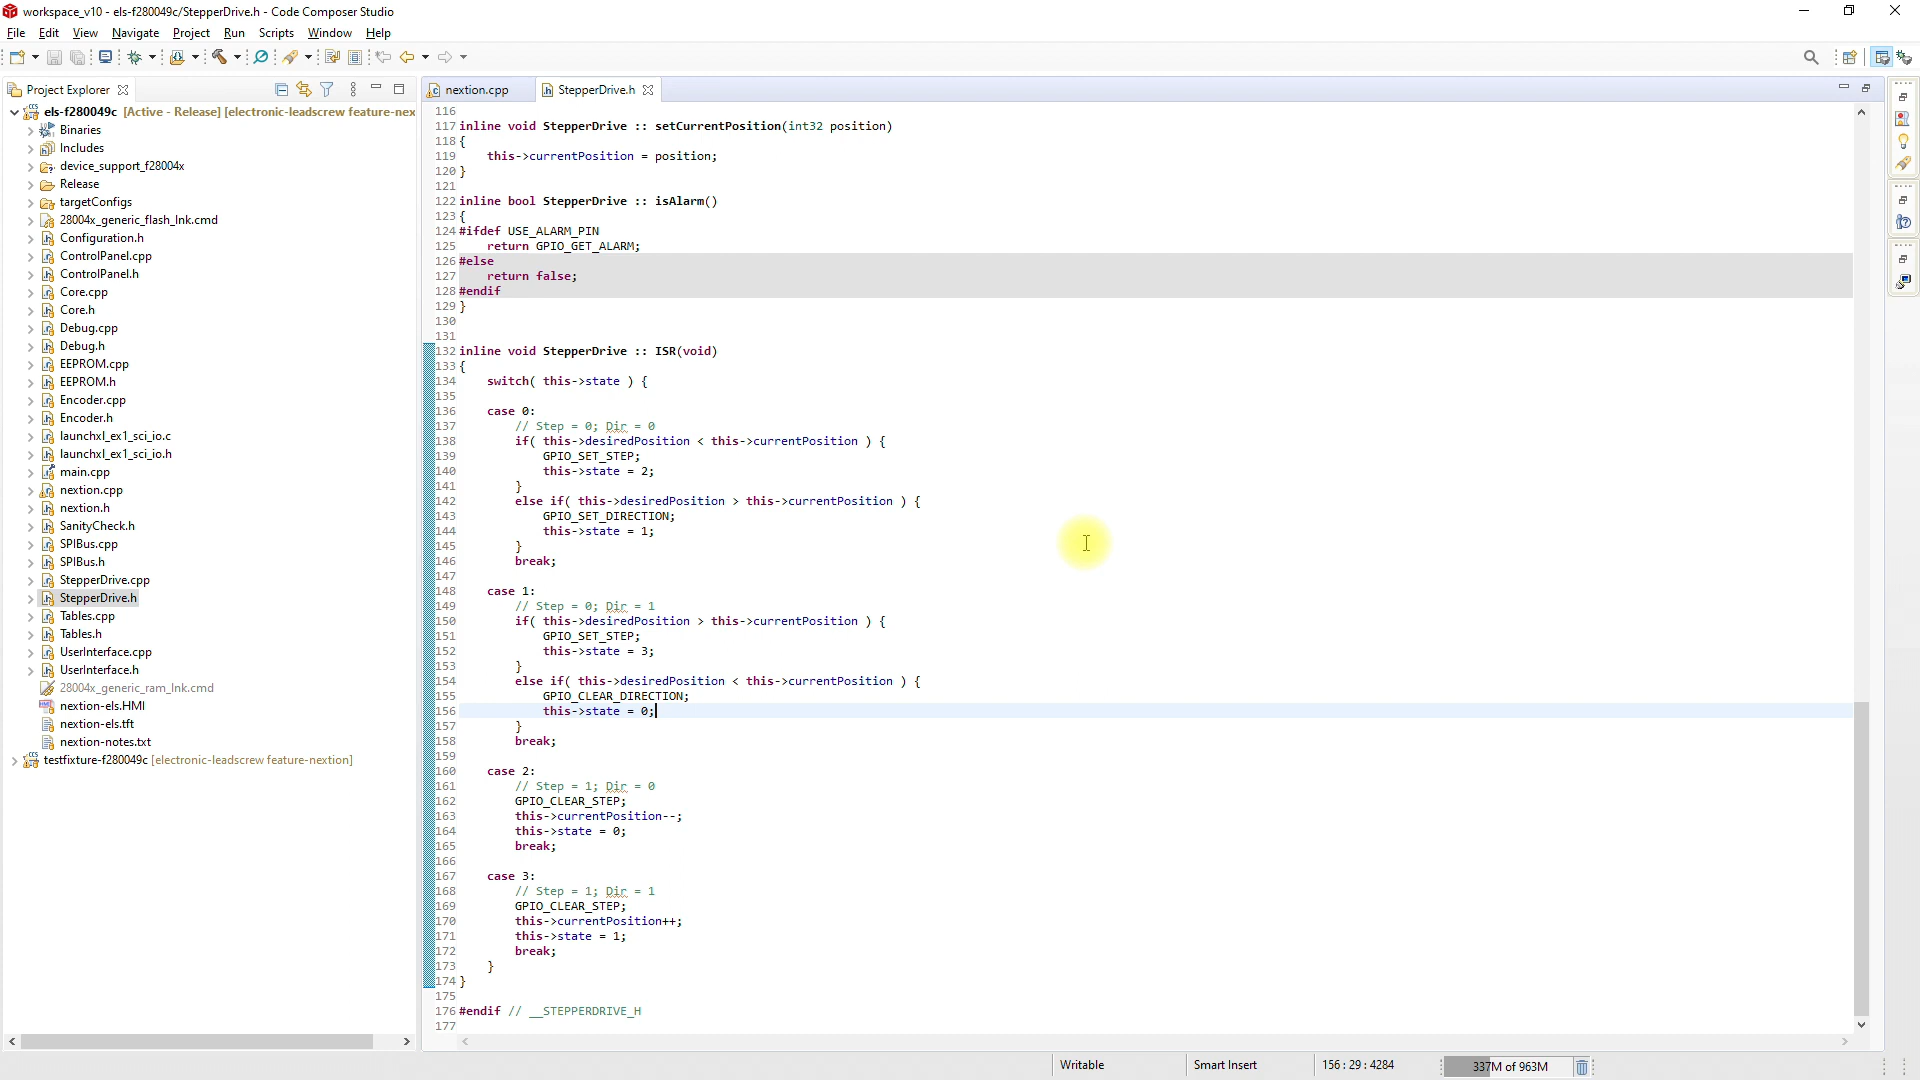 workspace_v10 - els-f280049c/StepperDrive.h - Code Composer Studio
File Edit View Navigate Project Run Scripts Window Help
Project Explorer
els-f280049c [Active - Release] [electronic-leadscrew feature-nex
Binaries
Includes
device_support_f28004x
Release
targetConfigs
28004x_generic_flash_lnk.cmd
Configuration.h
ControlPanel.cpp
ControlPanel.h
Core.cpp
Core.h
Debug.cpp
Debug.h
EEPROM.cpp
EEPROM.h
Encoder.cpp
Encoder.h
launchxl_ex1_sci_io.c
launchxl_ex1_sci_io.h
main.cpp
nextion.cpp
nextion.h
SanityCheck.h
SPIBus.cpp
SPIBus.h
StepperDrive.cpp
StepperDrive.h
Tables.cpp
Tables.h
UserInterface.cpp
UserInterface.h
28004x_generic_ram_lnk.cmd
nextion-els.HMI
nextion-els.tft
nextion-notes.txt
testfixture-f280049c [electronic-leadscrew feature-nextion]
nextion.cpp StepperDrive.h
116
117 inline void StepperDrive :: setCurrentPosition(int32 position)
118 {
119 this->currentPosition = position;
120 }
121
122 inline bool StepperDrive :: isAlarm()
123 {
124 #ifdef USE_ALARM_PIN
125 return GPIO_GET_ALARM;
126 #else
127 return false;
128 #endif
129 }
130
131
132 inline void StepperDrive :: ISR(void)
133 {
134 switch( this->state ) {
135
136 case 0:
137 // Step = 0; Dir = 0
138 if( this->desiredPosition < this->currentPosition ) {
139 GPIO_SET_STEP;
140 this->state = 2;
141 }
142 else if( this->desiredPosition > this->currentPosition ) {
143 GPIO_SET_DIRECTION;
144 this->state = 1;
145 }
146 break;
147
148 case 1:
149 // Step = 0; Dir = 1
150 if( this->desiredPosition > this->currentPosition ) {
151 GPIO_SET_STEP;
152 this->state = 3;
153 }
154 else if( this->desiredPosition < this->currentPosition ) {
155 GPIO_CLEAR_DIRECTION;
156 this->state = 0;
157 }
158 break;
159
160 case 2:
161 // Step = 1; Dir = 0
162 GPIO_CLEAR_STEP;
163 this->currentPosition--;
164 this->state = 0;
165 break;
166
167 case 3:
168 // Step = 1; Dir = 1
169 GPIO_CLEAR_STEP;
170 this->currentPosition++;
171 this->state = 1;
172 break;
173 }
174 }
175
176 #endif // __STEPPERDRIVE_H
177
Writable Smart Insert 156 : 29 : 4284 337M of 963M